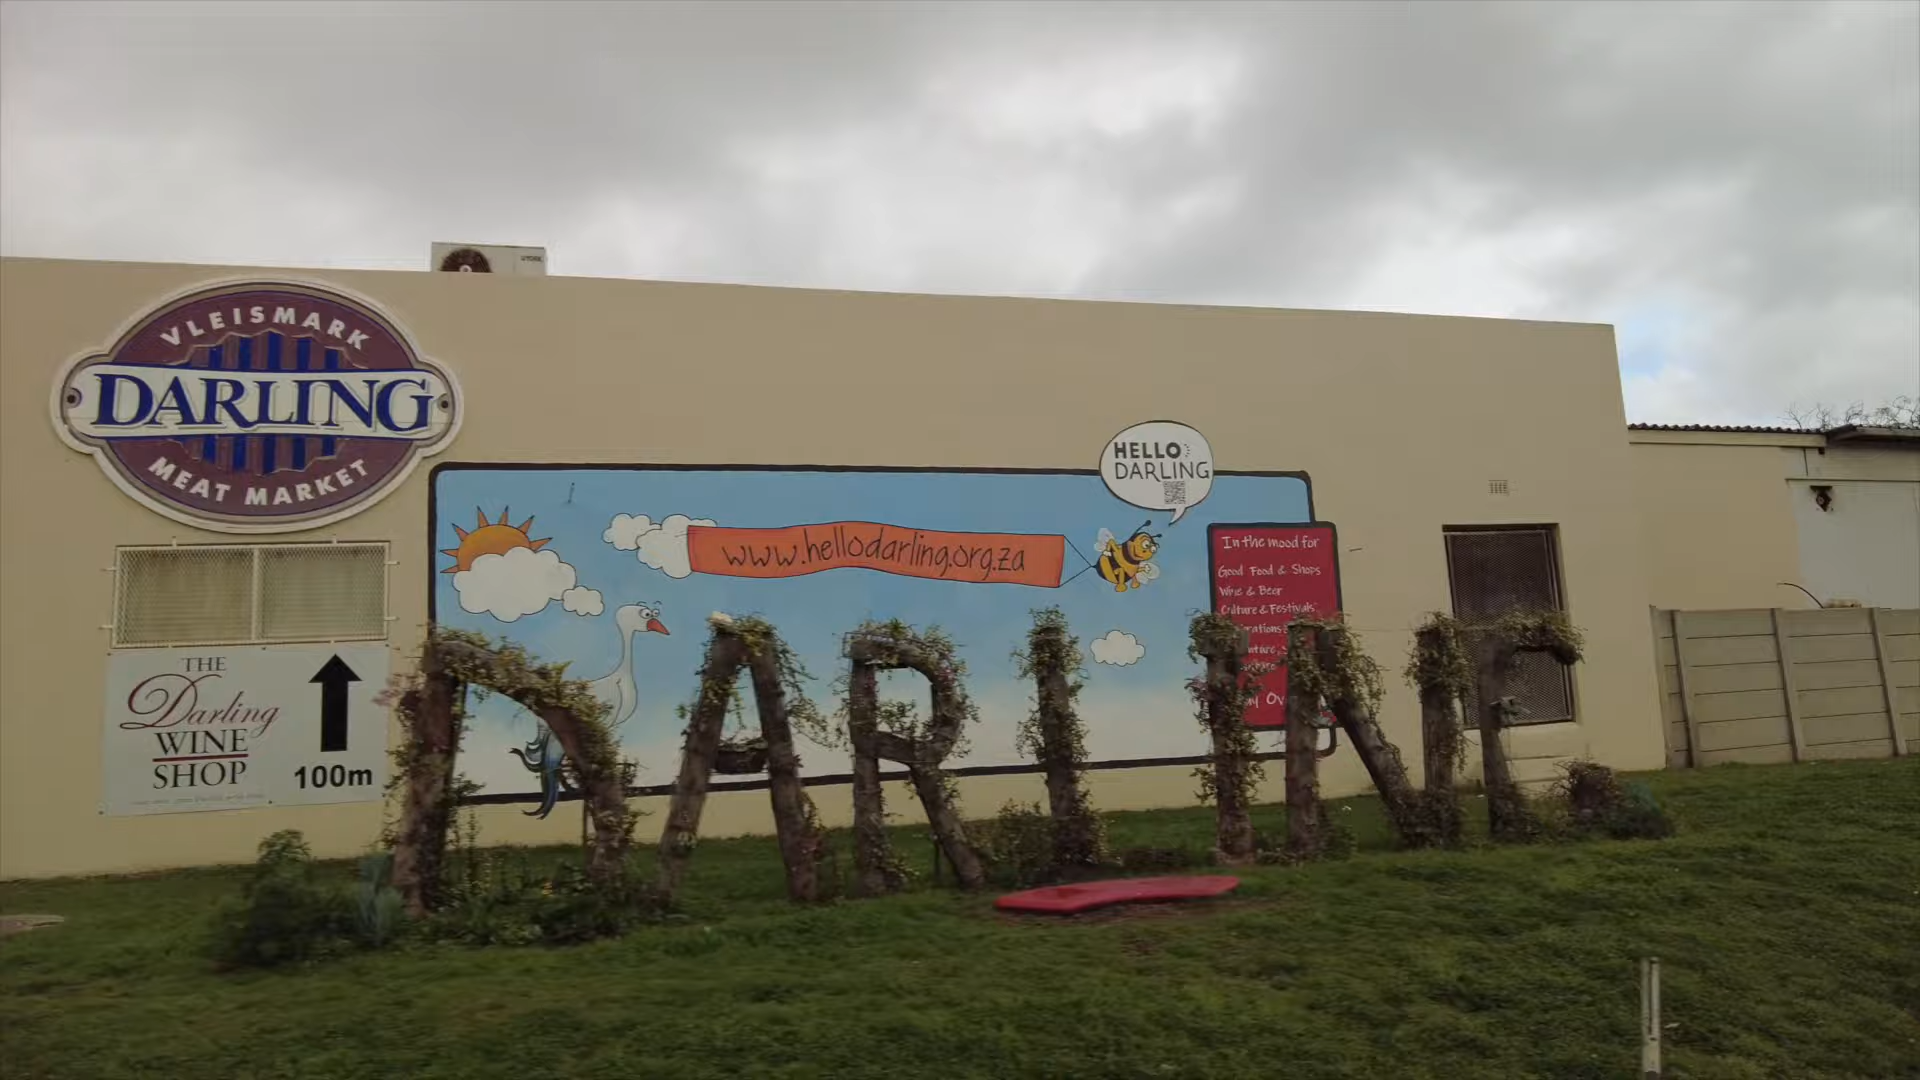 VLEISMARK
DARLING
MEAT MARKET
THE
Darling
WINE
SHOP
100m
www.hellodarling.org.za
HELLO
DARLING
In the mood for
Good Food & Shops
Wine & Beer
Culture & Festivals
DARLING